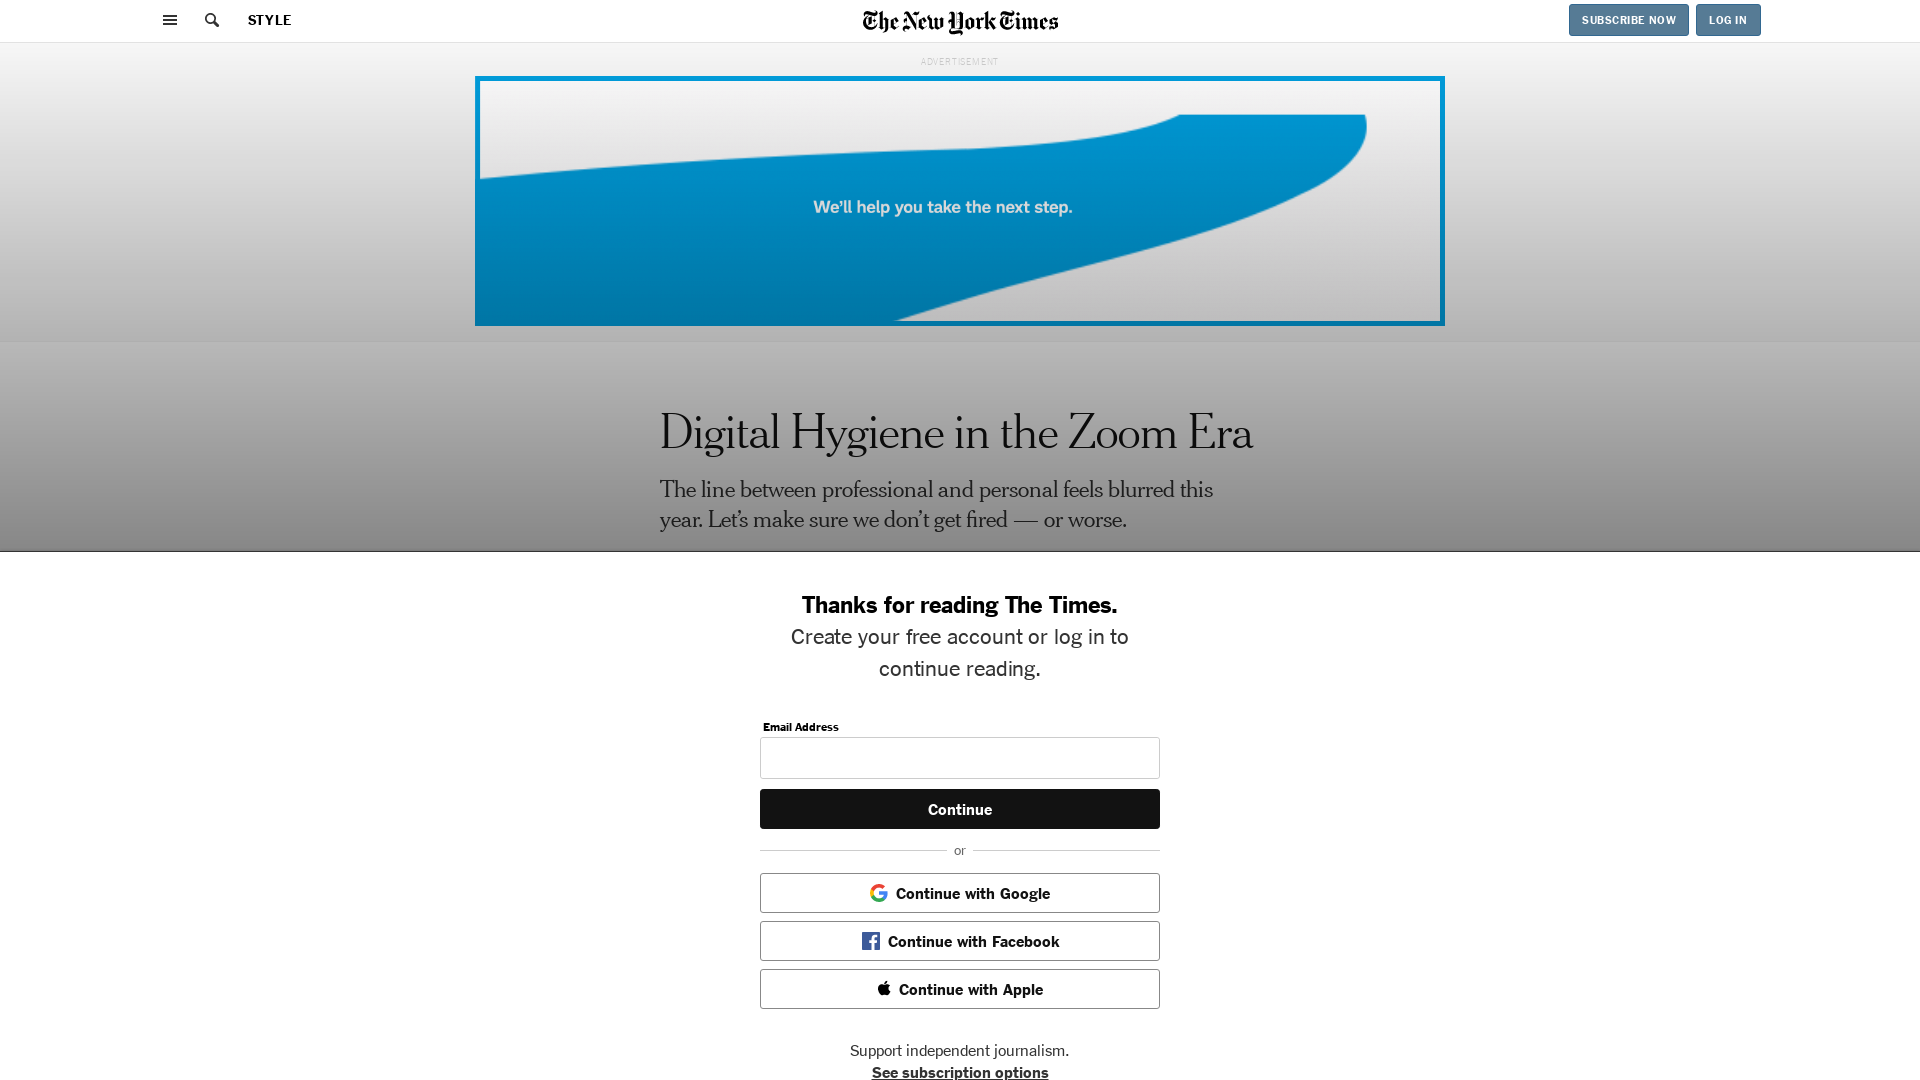 STYLE
The New York Times
SUBSCRIBE NOW
LOG IN
ADVERTISEMENT
We'll help you take the next step.
Digital Hygiene in the Zoom Era
The line between professional and personal feels blurred this
year. Let’s make sure we don’t get fired — or worse.
Thanks for reading The Times.
Create your free account or log in to
continue reading.
Email Address
Continue
or
Continue with Google
Continue with Facebook
Continue with Apple
Support independent journalism.
See subscription options